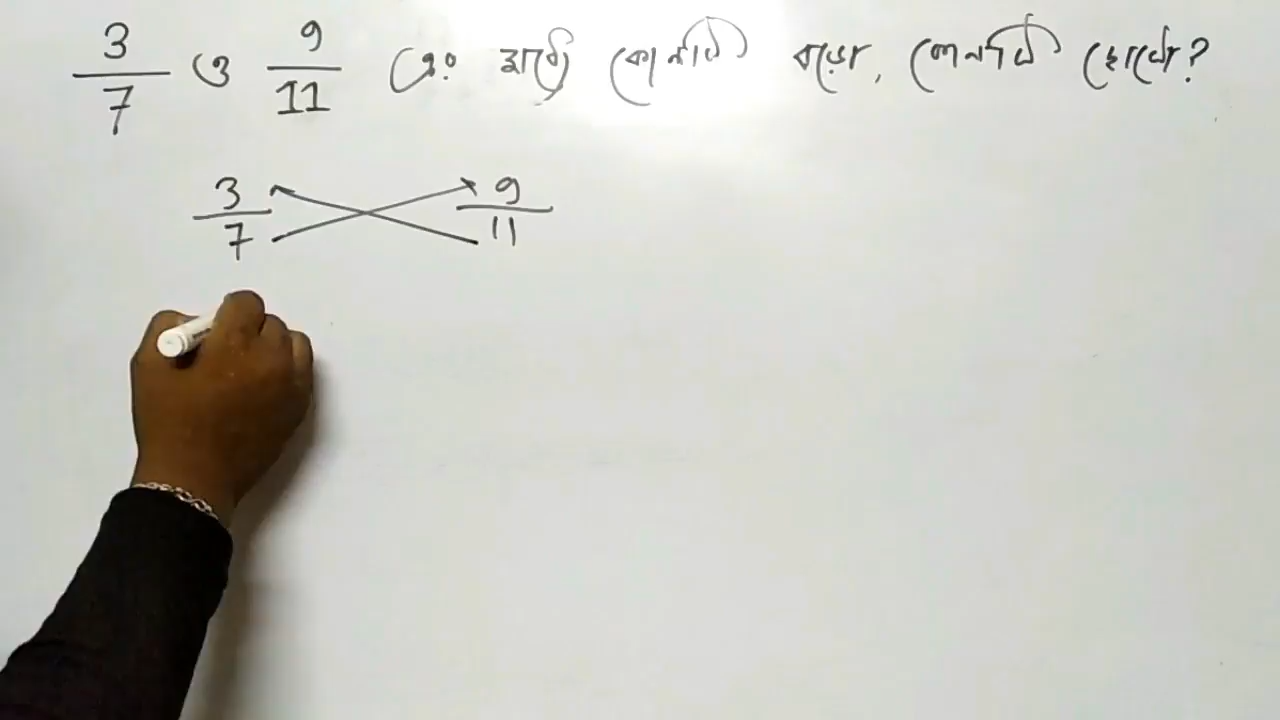 3/7 ও 9/11 এর মধ্যে কোনটি বড়ো, কোনটি ছোটো?
3/7 9/11